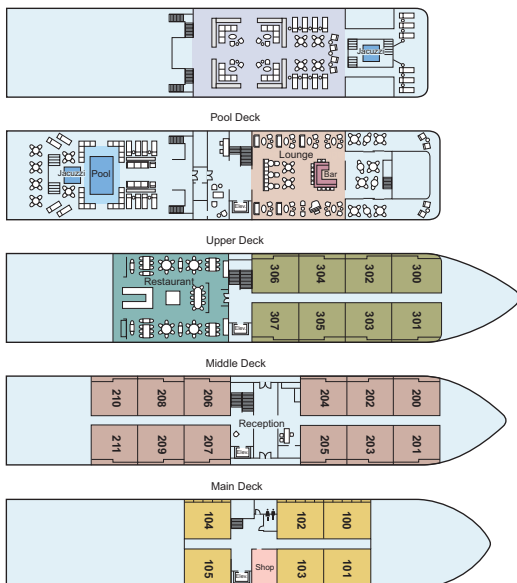 Jacuzzi
Pool Deck
Jacuzzi
Pool
Lounge
Bar
Elev.
Upper Deck
Restaurant
306
304
302
300
Elev.
307
305
303
301
Middle Deck
210
208
206
204
202
200
Reception
Elev.
211
209
207
205
203
201
Main Deck
104
102
100
105
Elev.
Shop
103
101